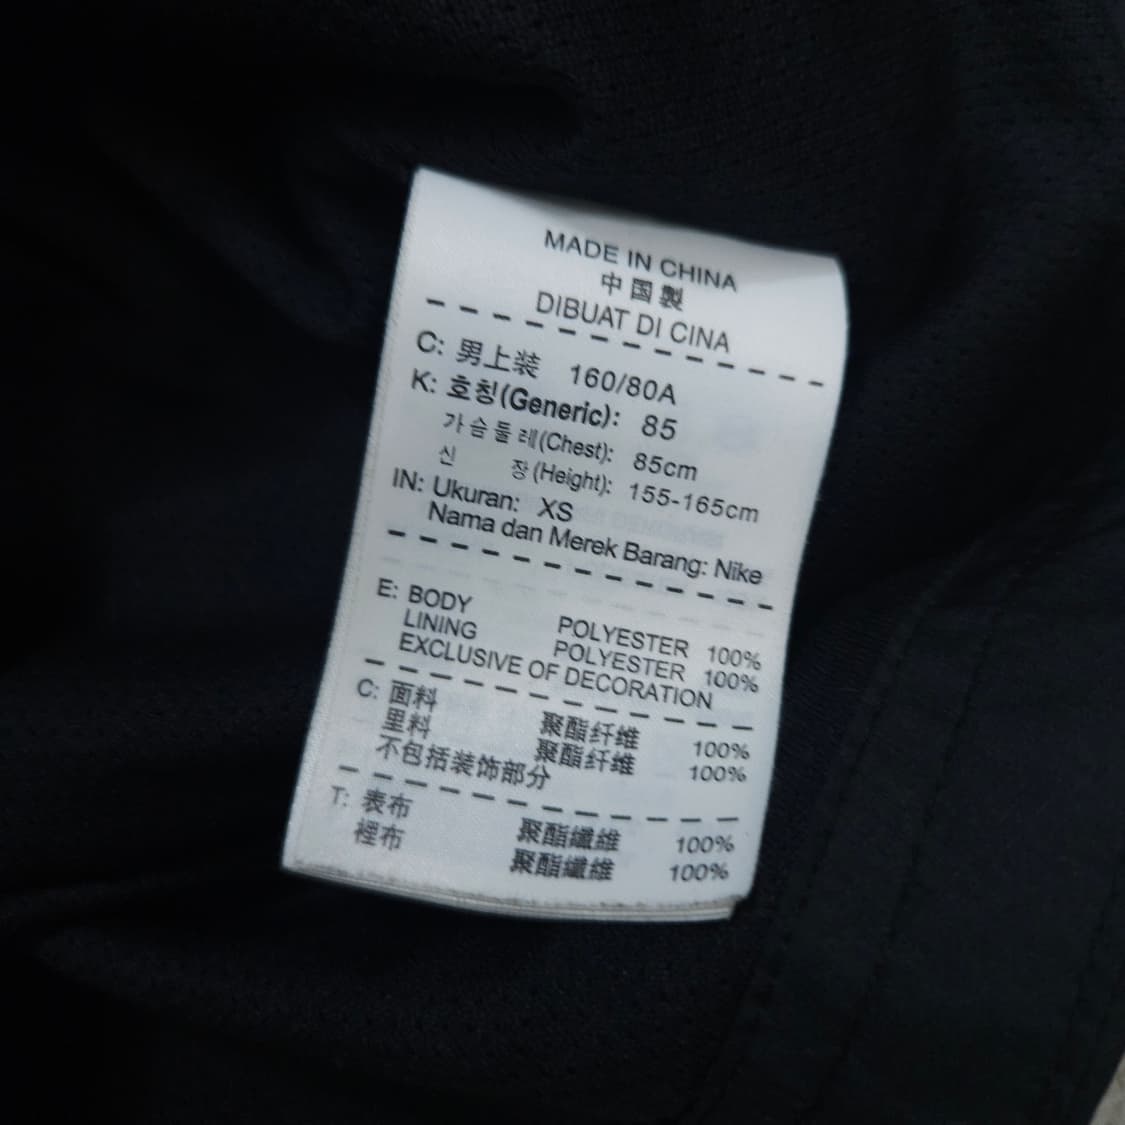 MADE IN CHINA
中国製
DIBUAT DI CINA
C: 男上装 160/80A
K: 호칭(Generic): 85
가슴둘레(Chest): 85cm
신 장(Height): 155-165cm
IN: Ukuran: XS
Nama dan Merek Barang: Nike
E: BODY POLYESTER 100%
LINING POLYESTER 100%
EXCLUSIVE OF DECORATION
C: 面料 聚酯纤维 100%
里料 聚酯纤维 100%
不包括装饰部分
T: 表布 聚酯纖維 100%
裡布 聚酯纖維 100%